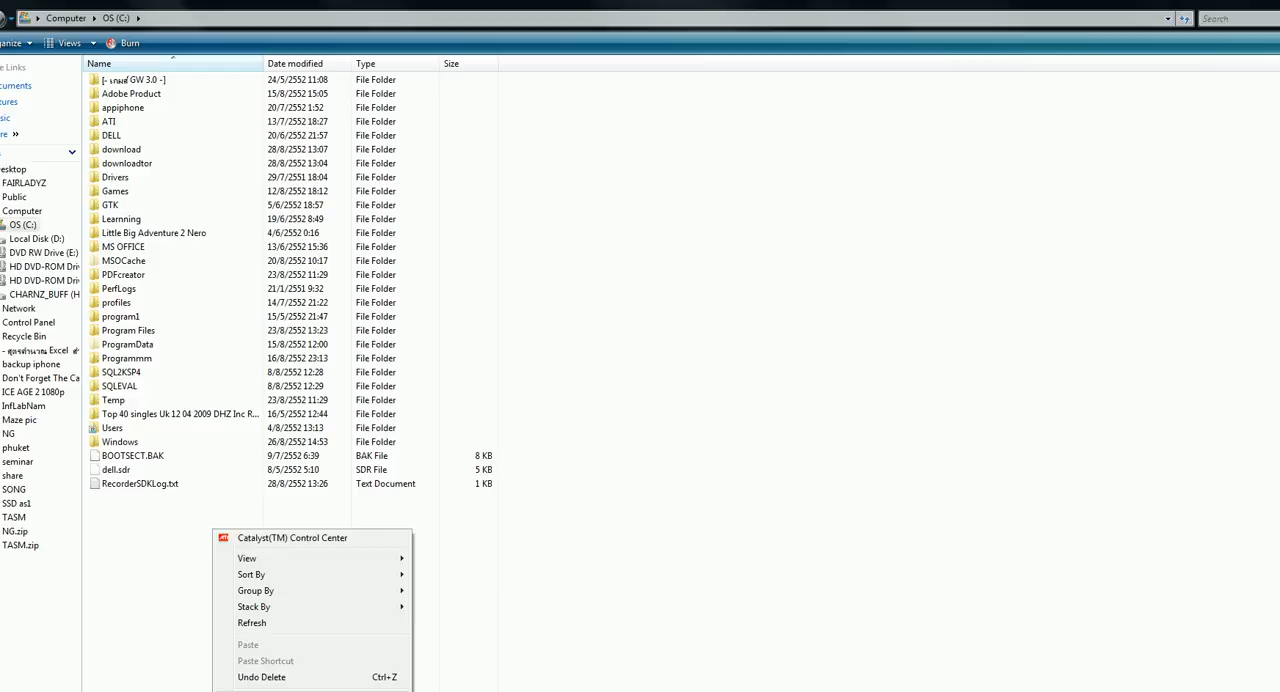 Computer OS (C:) Search
anize Views Burn
e Links
cuments
tures
sic
re »
Name Date modified Type Size
[- เกมส์ GW 3.0 -] 24/5/2552 11:08 File Folder
Adobe Product 15/8/2552 15:05 File Folder
appiphone 20/7/2552 1:52 File Folder
ATI 13/7/2552 18:27 File Folder
DELL 20/6/2552 21:57 File Folder
download 28/8/2552 13:07 File Folder
downloadtor 28/8/2552 13:04 File Folder
Drivers 29/7/2551 18:04 File Folder
Games 12/8/2552 18:12 File Folder
GTK 5/6/2552 18:57 File Folder
Learnning 19/6/2552 8:49 File Folder
Little Big Adventure 2 Nero 4/6/2552 0:16 File Folder
MS OFFICE 13/6/2552 15:36 File Folder
MSOCache 20/8/2552 10:17 File Folder
PDFcreator 23/8/2552 11:29 File Folder
PerfLogs 21/1/2551 9:32 File Folder
profiles 14/7/2552 21:22 File Folder
program1 15/5/2552 21:47 File Folder
Program Files 23/8/2552 13:23 File Folder
ProgramData 15/8/2552 12:00 File Folder
Programmm 16/8/2552 23:13 File Folder
SQL2KSP4 8/8/2552 12:28 File Folder
SQLEVAL 8/8/2552 12:29 File Folder
Temp 23/8/2552 11:29 File Folder
Top 40 singles Uk 12 04 2009 DHZ Inc R... 16/5/2552 12:44 File Folder
Users 4/8/2552 13:13 File Folder
Windows 26/8/2552 14:53 File Folder
BOOTSECT.BAK 9/7/2552 6:39 BAK File 8 KB
dell.sdr 8/5/2552 5:10 SDR File 5 KB
RecorderSDKLog.txt 28/8/2552 13:26 Text Document 1 KB
esktop
FAIRLADYZ
Public
Computer
OS (C:)
Local Disk (D:)
DVD RW Drive (E:)
HD DVD-ROM Driv
HD DVD-ROM Driv
CHARNZ_BUFF (H
Network
Control Panel
Recycle Bin
- สูตรคำนวณ Excel
backup iphone
Don't Forget The Ca
ICE AGE 2 1080p
InfLabNam
Maze pic
NG
phuket
seminar
share
SONG
SSD as1
TASM
NG.zip
TASM.zip
Catalyst(TM) Control Center
View
Sort By
Group By
Stack By
Refresh
Paste
Paste Shortcut
Undo Delete Ctrl+Z